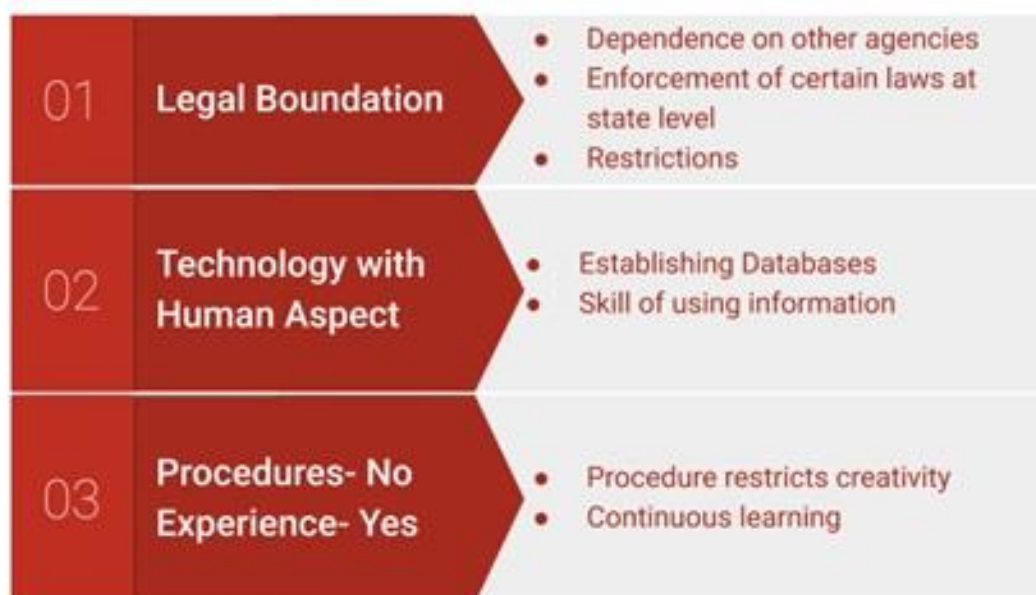 01
Legal Boundation
● Dependence on other agencies
● Enforcement of certain laws at
state level
● Restrictions
02
Technology with
Human Aspect
● Establishing Databases
● Skill of using information
03
Procedures- No
Experience- Yes
● Procedure restricts creativity
● Continuous learning